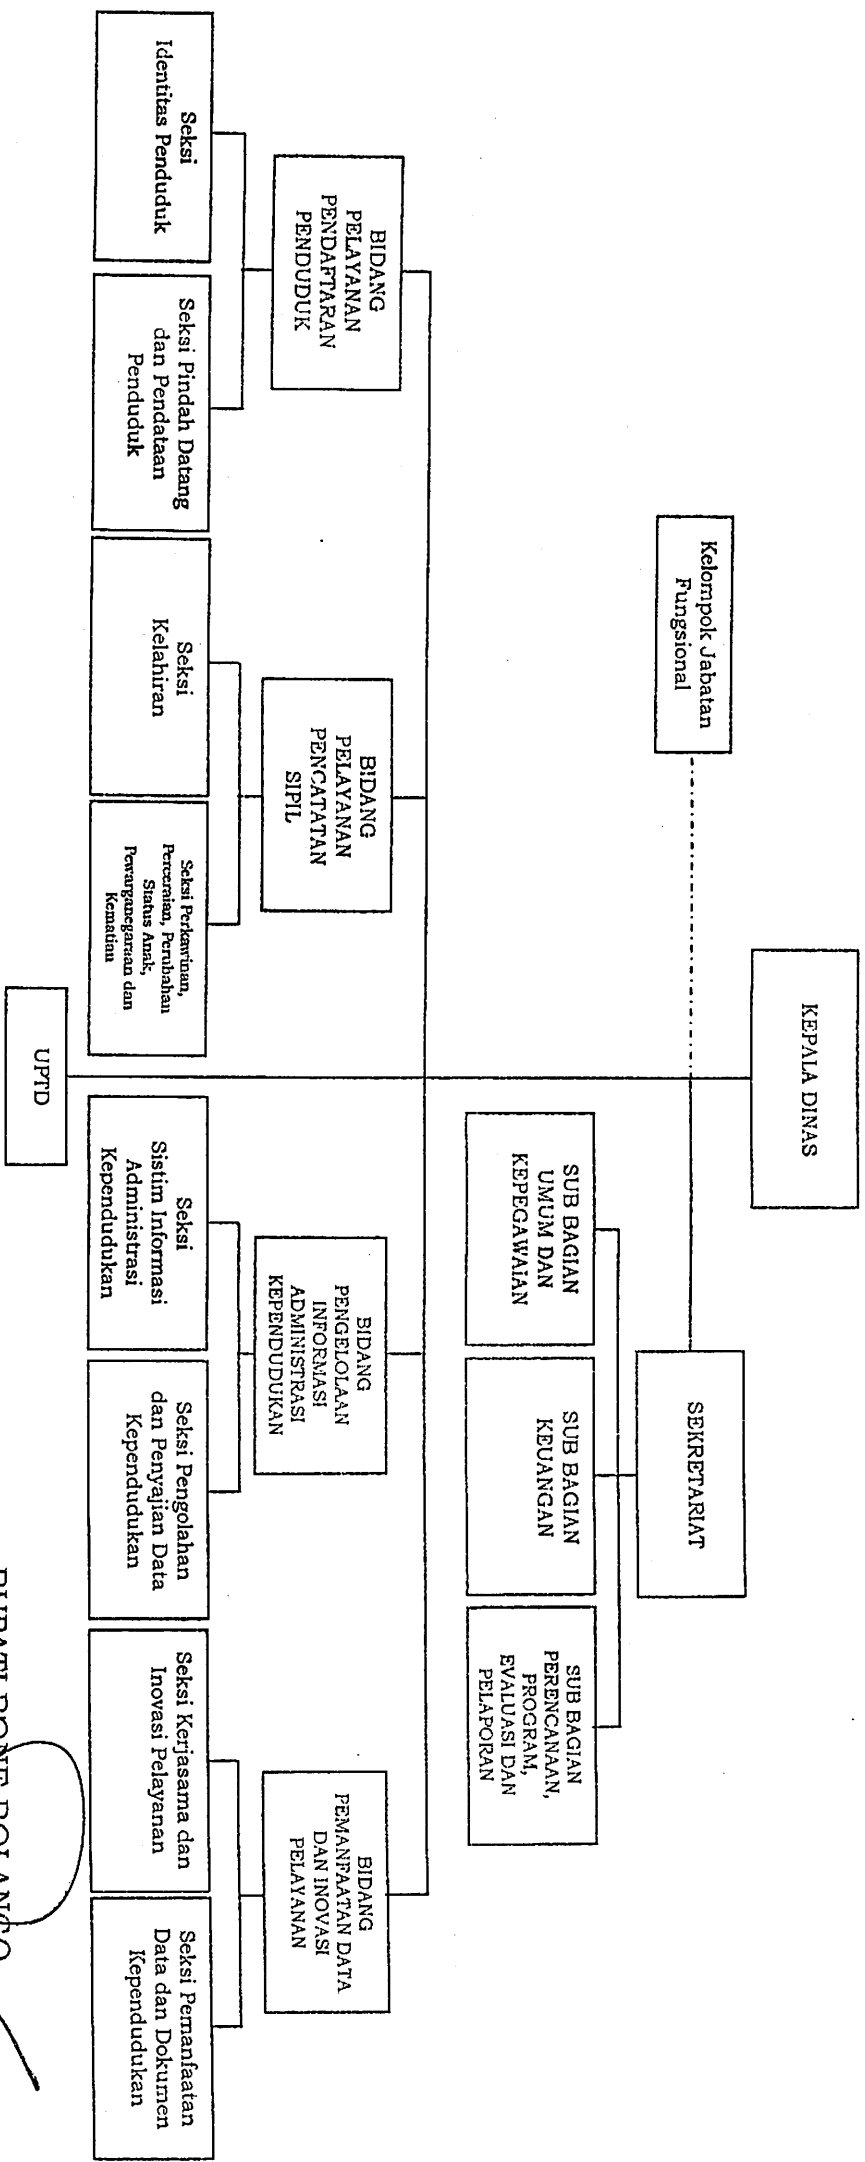 KEPALA DINAS
Kelompok Jabatan
Fungsional
SEKRETARIAT
SUB BAGIAN
UMUM DAN
KEPEGAWAIAN
SUB BAGIAN
KEUANGAN
SUB BAGIAN
PERENCANAAN,
PROGRAM,
EVALUASI DAN
PELAPORAN
BIDANG
PELAYANAN
PENDAFTARAN
PENDUDUK
BIDANG
PELAYANAN
PENCATATAN
SIPIL
BIDANG
PENGELOLAAN
INFORMASI
ADMINISTRASI
KEPENDUDUKAN
BIDANG
PEMANFAATAN DATA
DAN INOVASI
PELAYANAN
Seksi
Identitas Penduduk
Seksi Pindah Datang
dan Pendataan
Penduduk
Seksi
Kelahiran
Seksi Perkawinan,
Perceraian, Perubahan
Status Anak,
Pewarganegaraan dan
Kematian
Seksi
Sistim Informasi
Administrasi
Kependudukan
Seksi Pengolahan
dan Penyajian Data
Kependudukan
Seksi Kerjasama dan
Inovasi Pelayanan
Seksi Pemanfaatan
Data dan Dokumen
Kependudukan
UPTD
BUPATI BONE BOLANGO